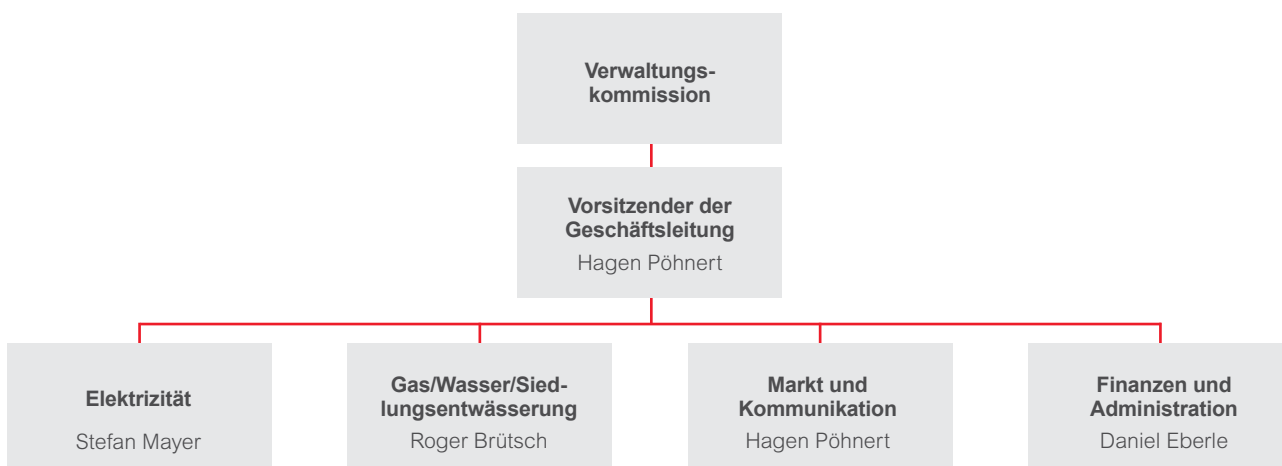 Verwaltungs-
kommission
Vorsitzender der
Geschäftsleitung
Hagen Pöhnert
Elektrizität
Stefan Mayer
Gas/Wasser/Sied-
lungsentwässerung
Roger Brütsch
Markt und
Kommunikation
Hagen Pöhnert
Finanzen und
Administration
Daniel Eberle